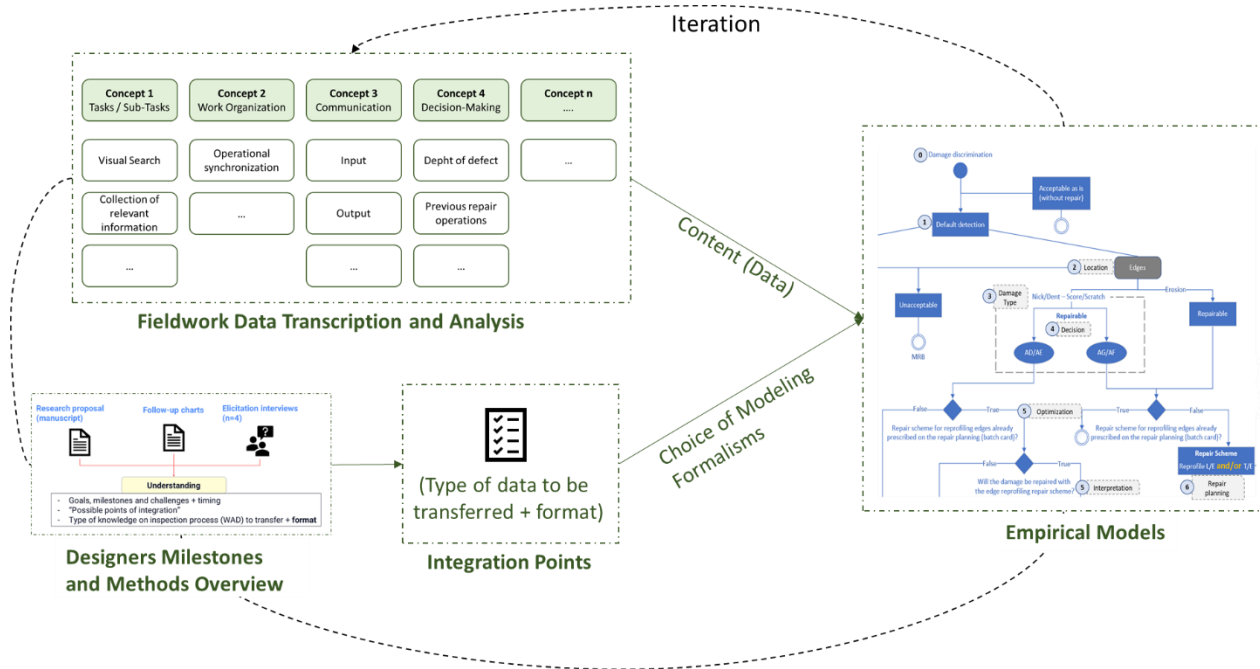 Iteration
Concept 1
Tasks / Sub-Tasks
Concept 2
Work Organization
Concept 3
Communication
Concept 4
Decision-Making
Concept n
....
Visual Search
Operational
synchronization
Input
Depht of defect
...
Collection of
relevant
information
...
Output
Previous repair
operations
...
...
...
Fieldwork Data Transcription and Analysis
Content (Data)
Choice of Modeling
Formalisms
Research proposal
(manuscript)
Follow-up charts
Elicitation interviews
(n=4)
Understanding
- Goals, milestones and challenges + timing
- "Possible points of integration"
- Type of knowledge on inspection process (WAD) to transfer + format
Designers Milestones
and Methods Overview
(Type of data to be
transferred + format)
Integration Points
0 Damage discrimination
Acceptable as is
(without repair)
1 Default detection
2 Location
Edges
3 Damage
Type
Nick/Dent – Score/Scratch
Erosion
Unacceptable
Repairable
Repairable
4 Decision
MRB
AD/AE
AG/AF
False
True
5 Optimization
True
False
Repair scheme for reprofiling edges already
prescribed on the repair planning (batch card)?
Repair scheme for reprofiling edges already
prescribed on the repair planning (batch card)?
False
True
Repair Scheme
Reprofile L/E and/or T/E
Will the damage be repaired with
the edge reprofiling repair scheme?
5 Interpretation
6 Repair
planning
Empirical Models